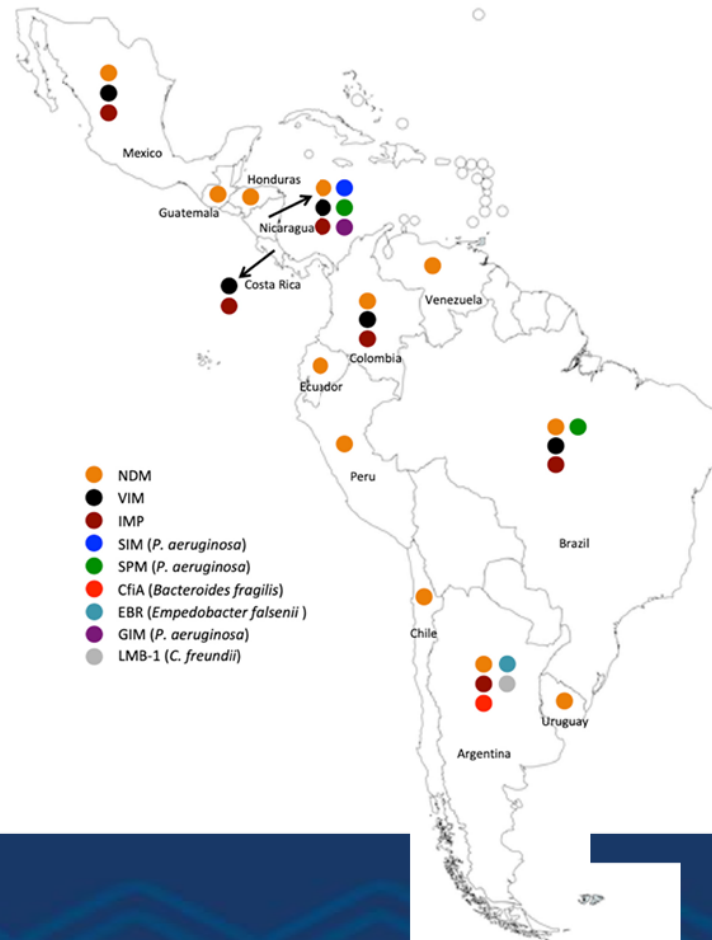 Mexico
Honduras
Guatemala
Nicaragua
Costa Rica
Venezuela
Colombia
Ecuador
Peru
Brazil
NDM
VIM
IMP
SIM (P. aeruginosa)
SPM (P. aeruginosa)
CfiA (Bacteroides fragilis)
EBR (Empedobacter falsenii )
GIM (P. aeruginosa)
LMB-1 (C. freundii)
Chile
Uruguay
Argentina